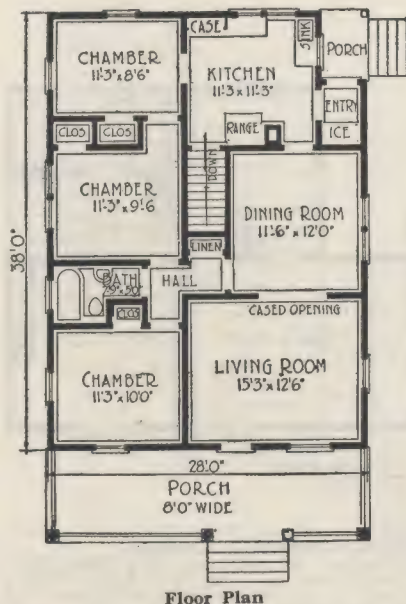 CASE
SINK
CHAMBER
11'-3" x 8'6"
KITCHEN
11'-3 x 11'-3"
PORCH
ENTRY
ICE
CLOS
CLOS
RANGE
DOWN
CHAMBER
11'-3" x 9'-6
DINING ROOM
11'-6" x 12'0"
38'0"
LINEN
BATH
HALL
CLOS
CASED OPENING
CHAMBER
11'3" x 10'0"
LIVING ROOM
15'3" x 12'6"
28'0"
PORCH
8'0" WIDE
Floor Plan